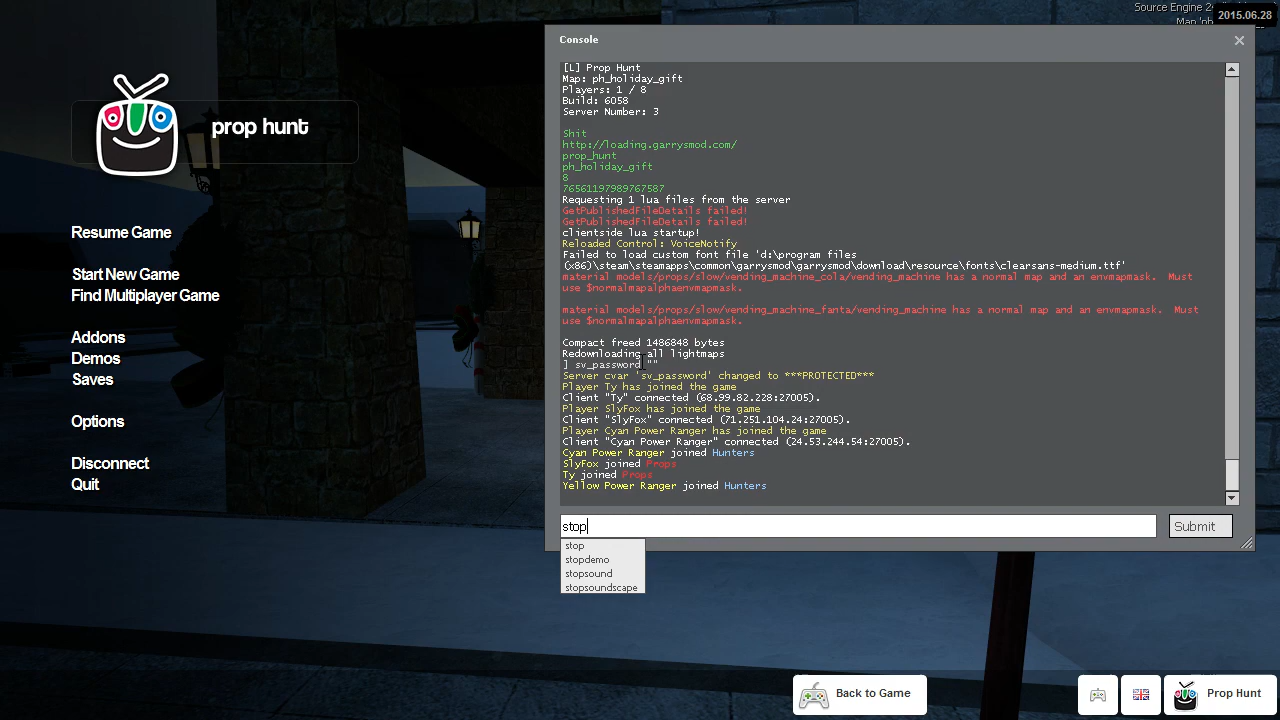 Source Engine 2
2015.06.28
Map 'ph
prop hunt
Resume Game
Start New Game
Find Multiplayer Game
Addons
Demos
Saves
Options
Disconnect
Quit
Console
[L] Prop Hunt
Map: ph_holiday_gift
Players: 1 / 8
Build: 6058
Server Number: 3
Shit
http://loading.garrysmod.com/
prop_hunt
ph_holiday_gift
8
76561197989767587
Requesting 1 lua files from the server
GetPublishedFileDetails failed!
GetPublishedFileDetails failed!
clientside lua startup!
Reloaded Control: VoiceNotify
Failed to load custom font file 'd:\program files
(x86)\steam\steamapps\common\garrysmod\garrysmod\download\resource\fonts\clearsans-medium.ttf'
material models/props/slow/vending_machine_cola/vending_machine has a normal map and an envmapmask.  Must
use $normalmapalphaenvmapmask.
material models/props/slow/vending_machine_fanta/vending_machine has a normal map and an envmapmask.  Must
use $normalmapalphaenvmapmask.
Compact freed 1486848 bytes
Redownloading all lightmaps
] sv_password ""
Server cvar 'sv_password' changed to ***PROTECTED***
Player Ty has joined the game
Client "Ty" connected (68.99.82.228:27005).
Player SlyFox has joined the game
Client "SlyFox" connected (71.251.104.24:27005).
Player Cyan Power Ranger has joined the game
Client "Cyan Power Ranger" connected (24.53.244.54:27005).
Cyan Power Ranger joined Hunters
SlyFox joined Props
Ty joined Props
Yellow Power Ranger joined Hunters
stop
Submit
stop
stopdemo
stopsound
stopsoundscape
Back to Game
Prop Hunt